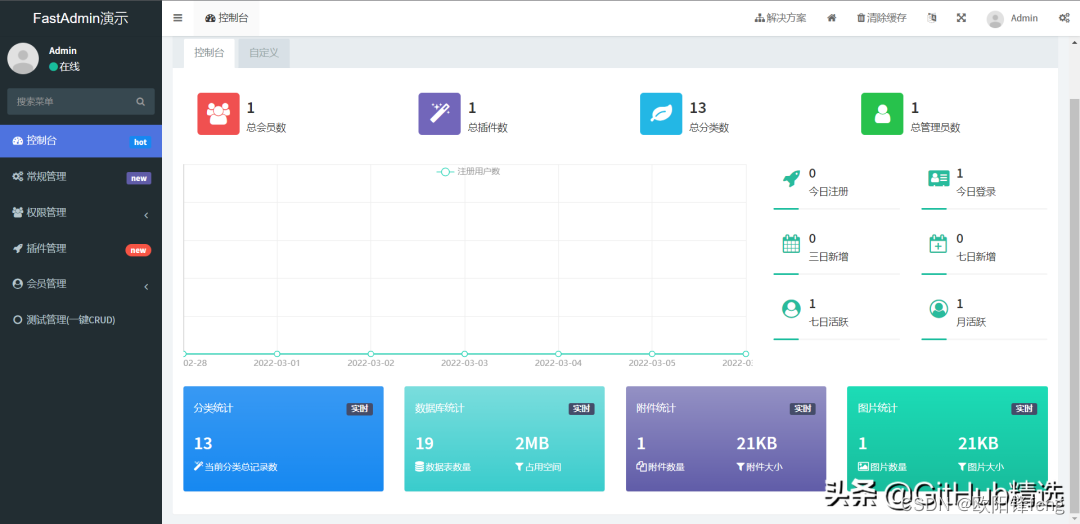 FastAdmin演示
控制台
解决方案
清除缓存
Admin
Admin
在线
搜索菜单
控制台 hot
常规管理 new
权限管理
插件管理 new
会员管理
测试管理(一键CRUD)
控制台 自定义
1
总会员数
1
总插件数
13
总分类数
1
总管理员数
注册用户数
02-28 2022-03-01 2022-03-02 2022-03-03 2022-03-04 2022-03-05 2022-03
0
今日注册
1
今日登录
0
三日新增
0
七日新增
1
七日活跃
1
月活跃
分类统计 实时
13
当前分类总记录数
数据库统计 实时
19 2MB
数据表数量 占用空间
附件统计 实时
1 21KB
附件数量 附件大小
图片统计 实时
1 21KB
图片数量 图片大小
头条 @GitHub精选
CSDN @欧阳锋feng